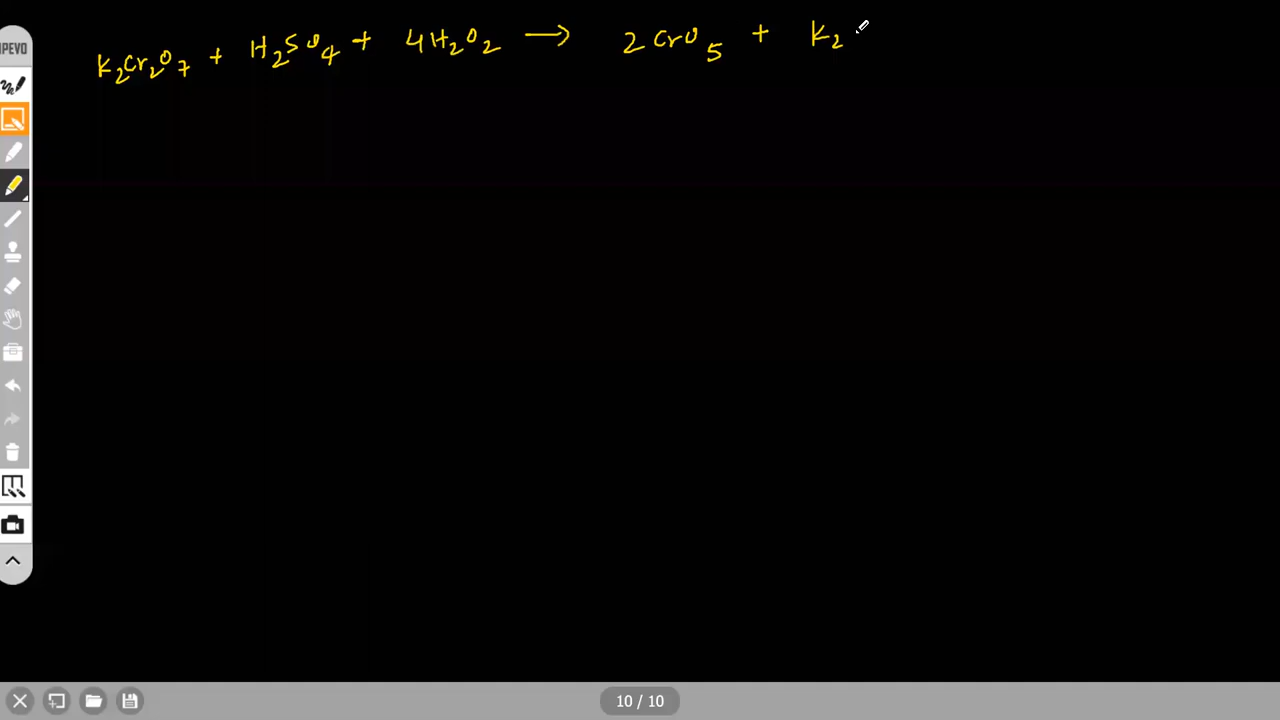 K₂Cr₂O₇ + H₂SO₄ + 4H₂O₂ → 2CrO₅ + K₂
IPEVO
10 / 10